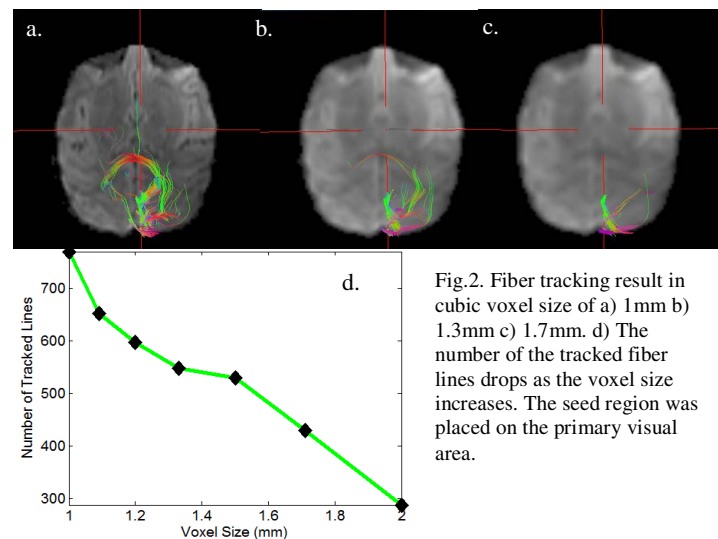 a.
b.
c.
d.
700
600
500
400
300
Number of Tracked Lines
1
1.2
1.4
1.6
1.8
2
Voxel Size (mm)
Fig.2. Fiber tracking result in
cubic voxel size of a) 1mm b)
1.3mm c) 1.7mm. d) The
number of the tracked fiber
lines drops as the voxel size
increases. The seed region was
placed on the primary visual
area.